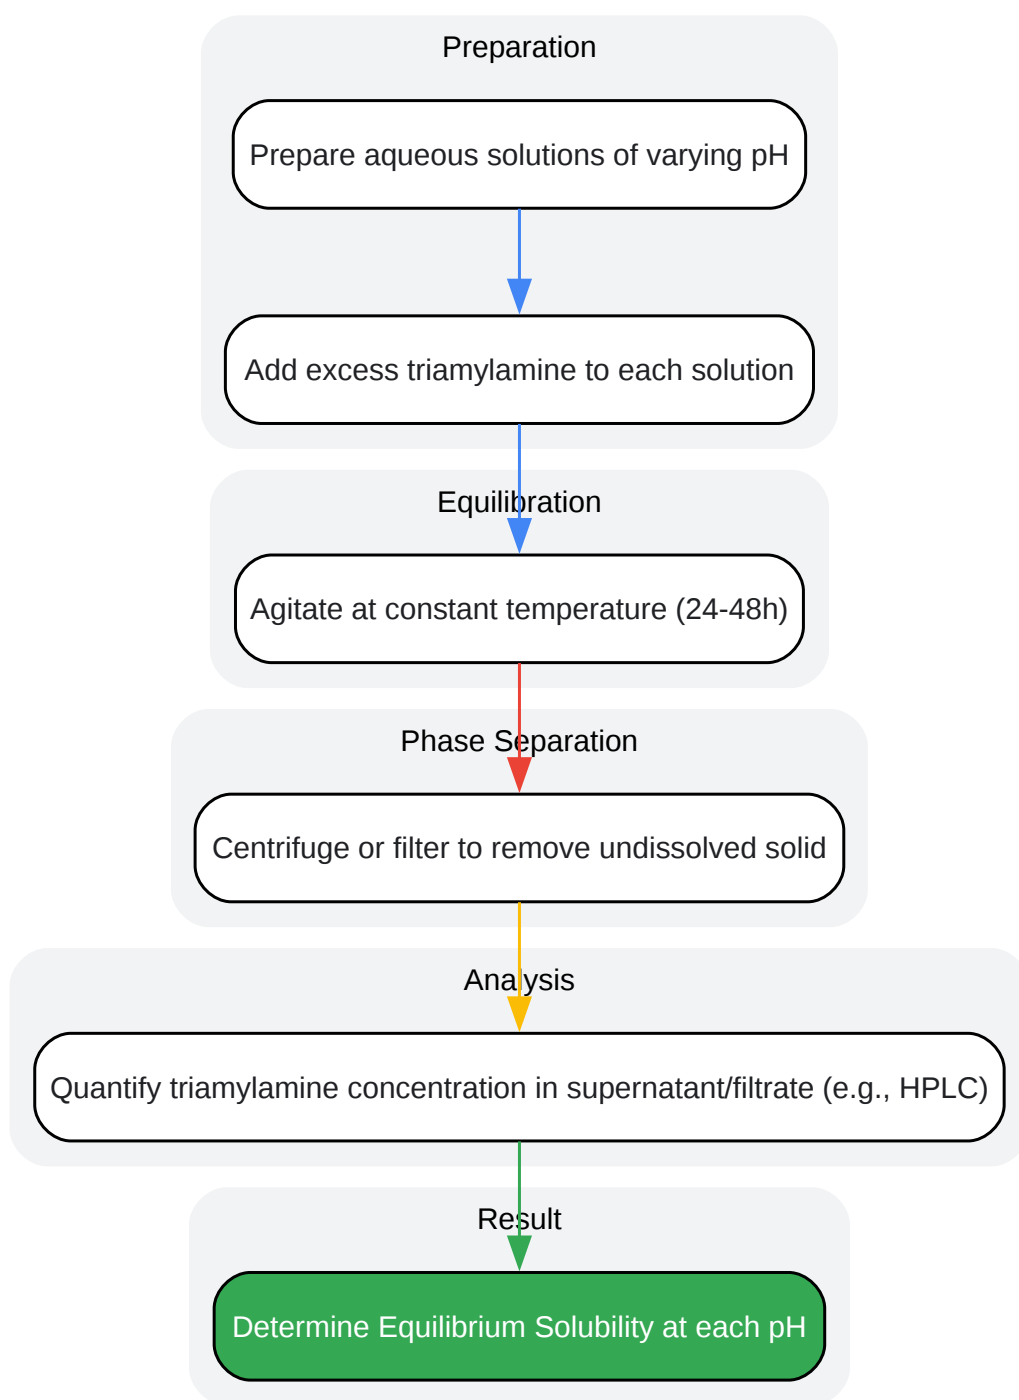 Preparation
Prepare aqueous solutions of varying pH
Add excess triamylamine to each solution
Equilibration
Agitate at constant temperature (24-48h)
Phase Separation
Centrifuge or filter to remove undissolved solid
Analysis
Quantify triamylamine concentration in supernatant/filtrate (e.g., HPLC)
Result
Determine Equilibrium Solubility at each pH